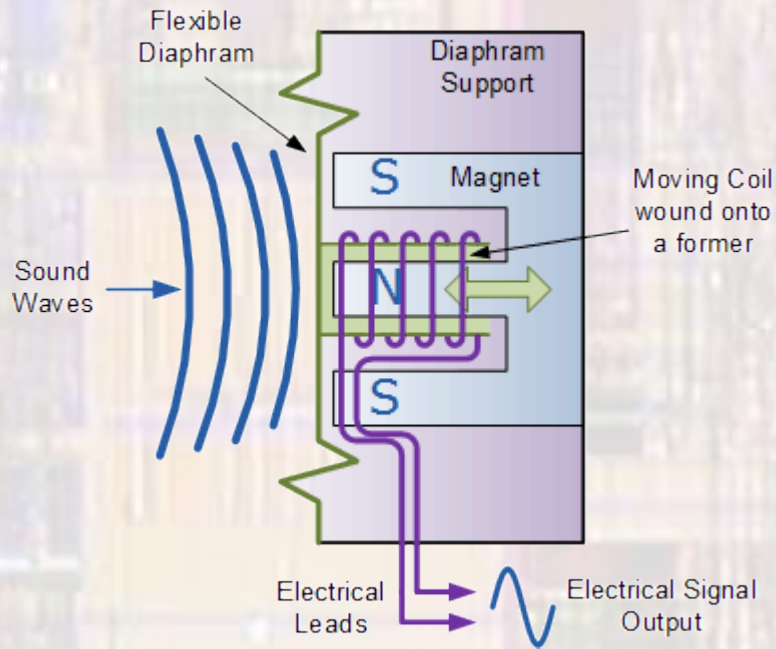 Flexible
Diaphram
Diaphram
Support
S
Magnet
Moving Coil
wound onto
a former
Sound
Waves
N
S
Electrical
Leads
Electrical Signal
Output